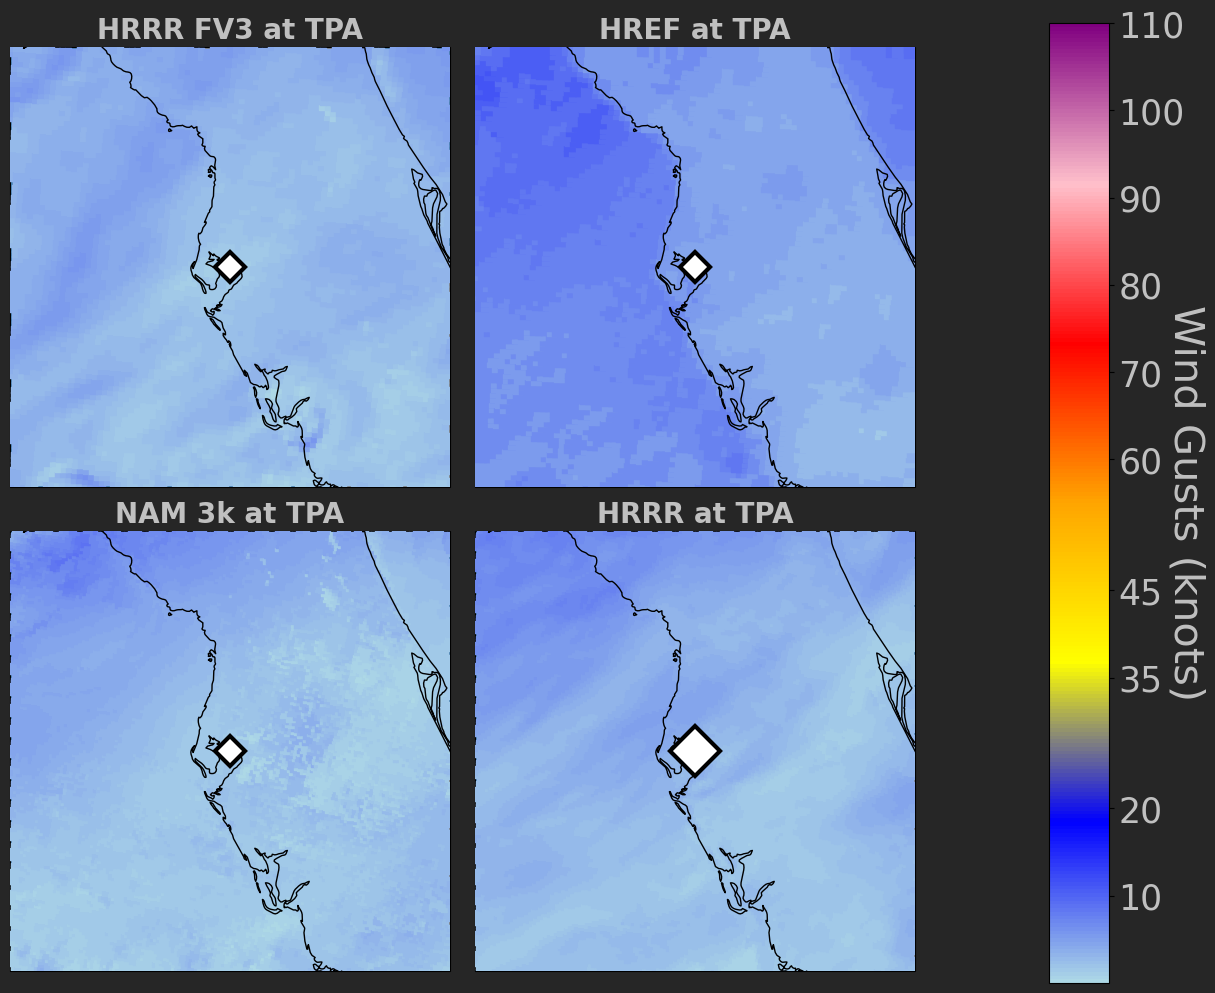 HRRR FV3 at TPA
HREF at TPA
NAM 3k at TPA
HRRR at TPA
110
100
90
80
70
60
45
35
20
10
Wind Gusts (knots)